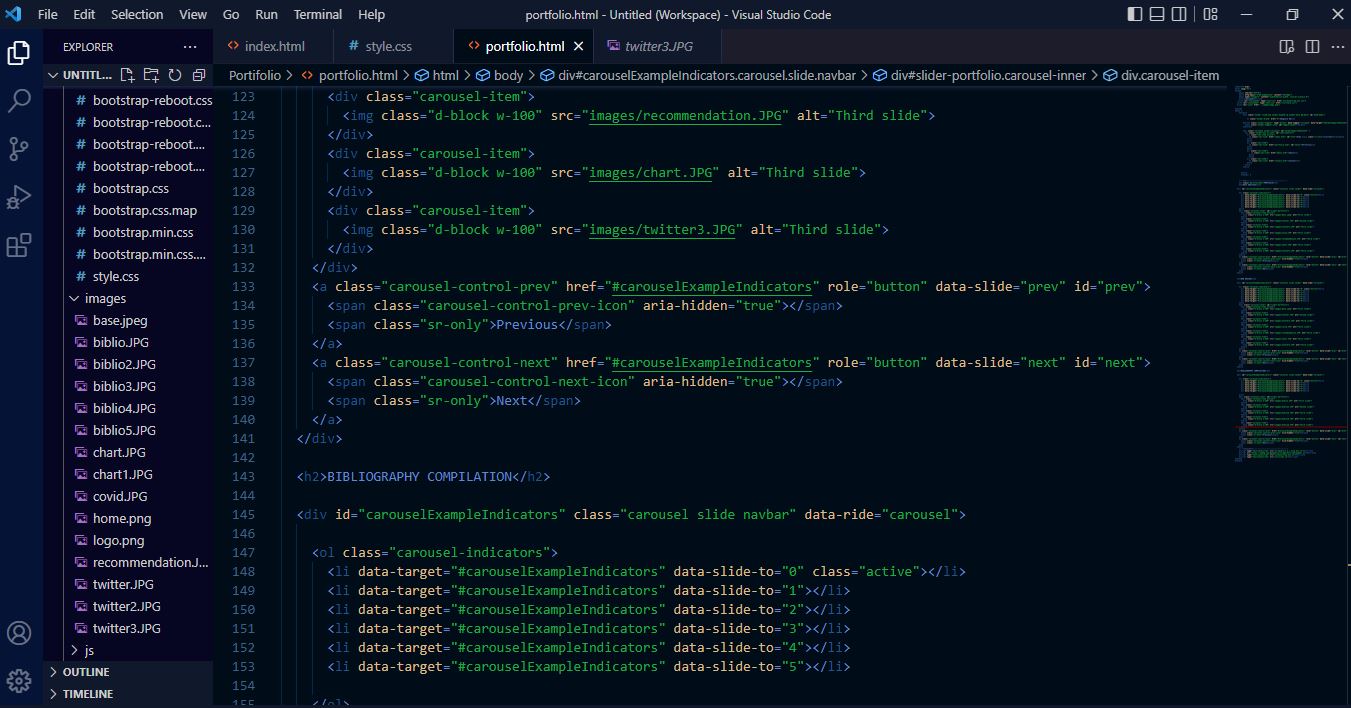 File Edit Selection View Go Run Terminal Help portfolio.html - Untitled (Workspace) - Visual Studio Code
EXPLORER ...
<> index.html
# style.css
<> portfolio.html
twitter3.JPG
UNTITL...
Portifolio > <> portfolio.html > html > body > div#carouselExampleIndicators.carousel.slide.navbar > div#slider-portfolio.carousel-inner > div.carousel-item
# bootstrap-reboot.css
# bootstrap-reboot.c...
# bootstrap-reboot....
# bootstrap-reboot....
# bootstrap.css
# bootstrap.css.map
# bootstrap.min.css
# bootstrap.min.css....
# style.css
images
base.jpeg
biblio.JPG
biblio2.JPG
biblio3.JPG
biblio4.JPG
biblio5.JPG
chart.JPG
chart1.JPG
covid.JPG
home.png
logo.png
recommendation.J...
twitter.JPG
twitter2.JPG
twitter3.JPG
js
OUTLINE
TIMELINE
123 <div class="carousel-item">
124 <img class="d-block w-100" src="images/recommendation.JPG" alt="Third slide">
125 </div>
126 <div class="carousel-item">
127 <img class="d-block w-100" src="images/chart.JPG" alt="Third slide">
128 </div>
129 <div class="carousel-item">
130 <img class="d-block w-100" src="images/twitter3.JPG" alt="Third slide">
131 </div>
132 </div>
133 <a class="carousel-control-prev" href="#carouselExampleIndicators" role="button" data-slide="prev" id="prev">
134 <span class="carousel-control-prev-icon" aria-hidden="true"></span>
135 <span class="sr-only">Previous</span>
136 </a>
137 <a class="carousel-control-next" href="#carouselExampleIndicators" role="button" data-slide="next" id="next">
138 <span class="carousel-control-next-icon" aria-hidden="true"></span>
139 <span class="sr-only">Next</span>
140 </a>
141 </div>
142
143 <h2>BIBLIOGRAPHY COMPILATION</h2>
144
145 <div id="carouselExampleIndicators" class="carousel slide navbar" data-ride="carousel">
146
147 <ol class="carousel-indicators">
148 <li data-target="#carouselExampleIndicators" data-slide-to="0" class="active"></li>
149 <li data-target="#carouselExampleIndicators" data-slide-to="1"></li>
150 <li data-target="#carouselExampleIndicators" data-slide-to="2"></li>
151 <li data-target="#carouselExampleIndicators" data-slide-to="3"></li>
152 <li data-target="#carouselExampleIndicators" data-slide-to="4"></li>
153 <li data-target="#carouselExampleIndicators" data-slide-to="5"></li>
154
155 </ol>